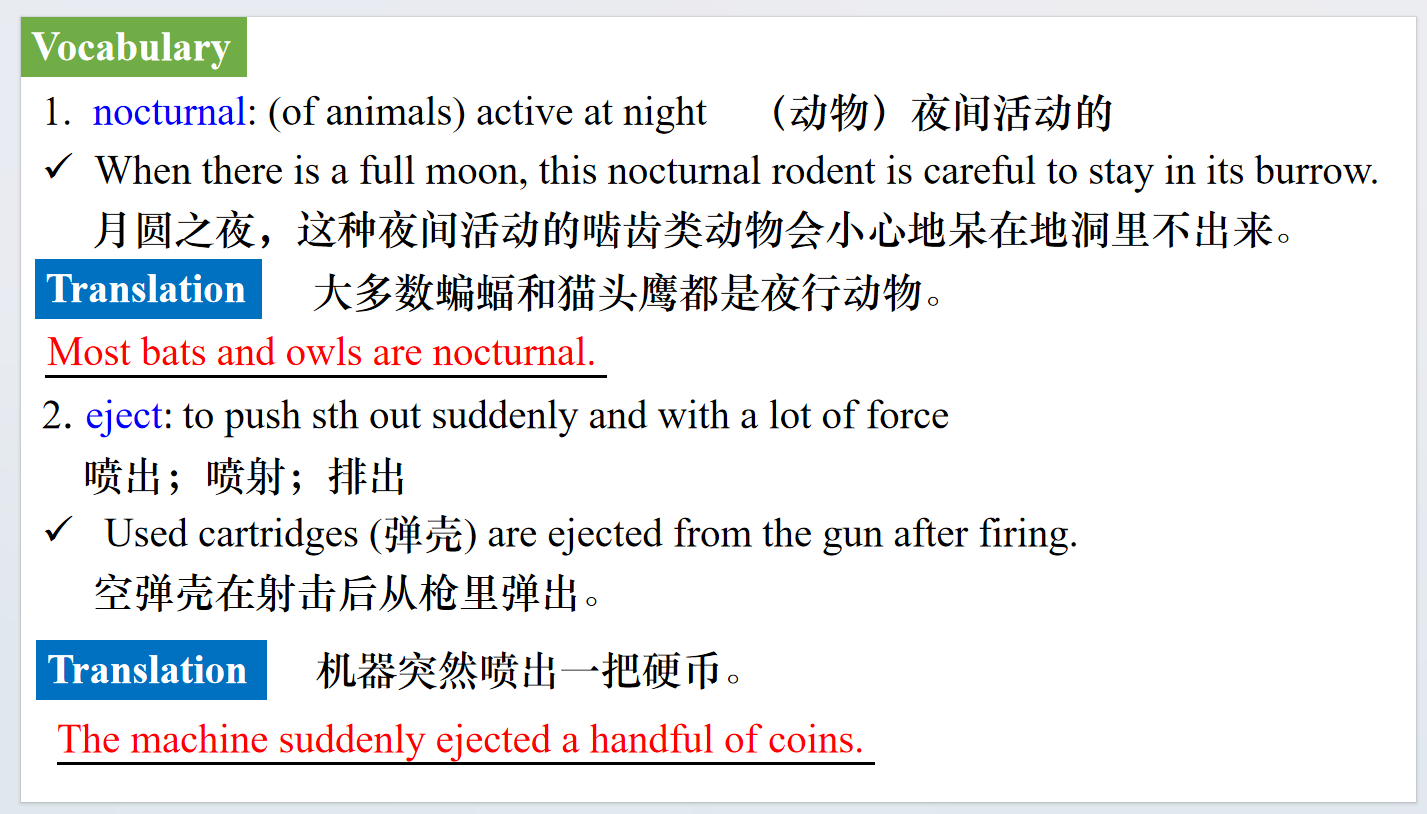 Vocabulary
1. nocturnal: (of animals) active at night （动物）夜间活动的
✓ When there is a full moon, this nocturnal rodent is careful to stay in its burrow.
月圆之夜，这种夜间活动的啮齿类动物会小心地呆在地洞里不出来。
Translation 大多数蝙蝠和猫头鹰都是夜行动物。
Most bats and owls are nocturnal.
2. eject: to push sth out suddenly and with a lot of force
喷出；喷射；排出
✓ Used cartridges (弹壳) are ejected from the gun after firing.
空弹壳在射击后从枪里弹出。
Translation 机器突然喷出一把硬币。
The machine suddenly ejected a handful of coins.